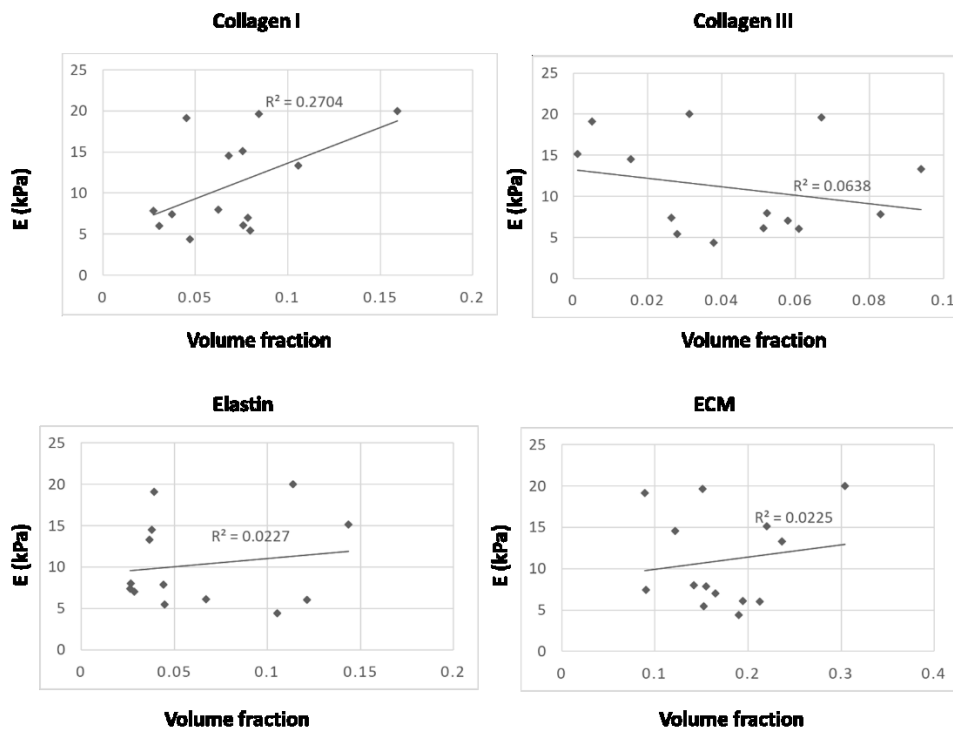 Collagen I
25
20
15
10
5
0
E (kPa)
R² = 0.2704
0 0.05 0.1 0.15 0.2
Volume fraction
Collagen III
25
20
15
10
5
0
E (kPa)
R² = 0.0638
0 0.02 0.04 0.06 0.08 0.1
Volume fraction
Elastin
25
20
15
10
5
0
E (kPa)
R² = 0.0227
0 0.05 0.1 0.15 0.2
Volume fraction
ECM
25
20
15
10
5
0
E (kPa)
R² = 0.0225
0 0.1 0.2 0.3 0.4
Volume fraction